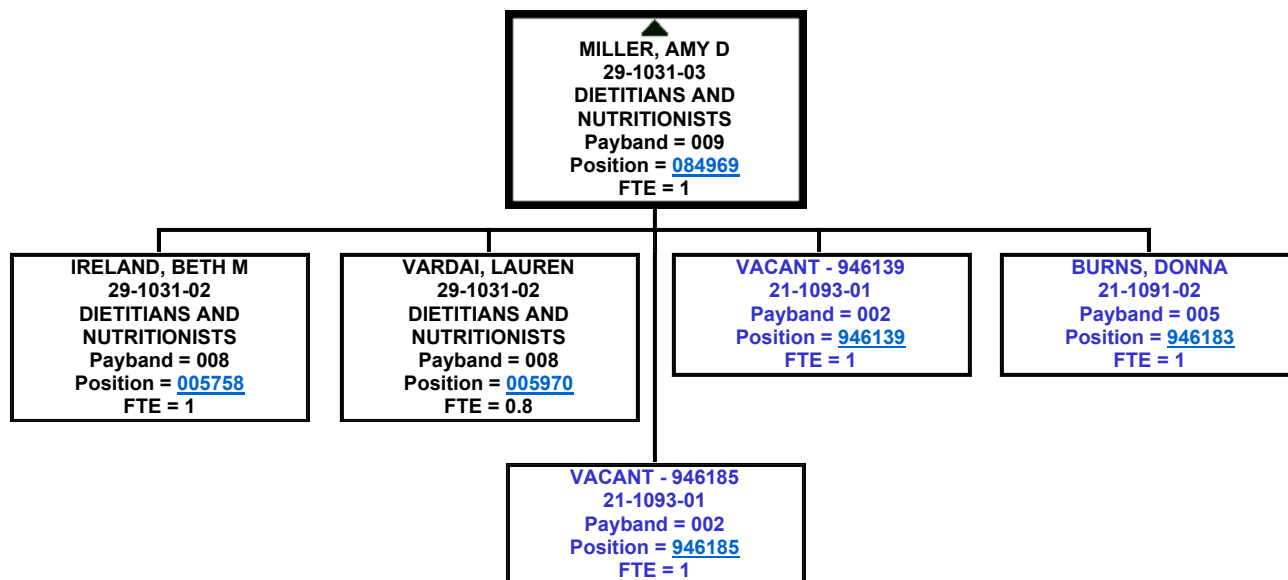 MILLER, AMY D
29-1031-03
DIETITIANS AND
NUTRITIONISTS
Payband = 009
Position = 084969
FTE = 1
IRELAND, BETH M
29-1031-02
DIETITIANS AND
NUTRITIONISTS
Payband = 008
Position = 005758
FTE = 1
VARDAI, LAUREN
29-1031-02
DIETITIANS AND
NUTRITIONISTS
Payband = 008
Position = 005970
FTE = 0.8
VACANT - 946139
21-1093-01
Payband = 002
Position = 946139
FTE = 1
BURNS, DONNA
21-1091-02
Payband = 005
Position = 946183
FTE = 1
VACANT - 946185
21-1093-01
Payband = 002
Position = 946185
FTE = 1